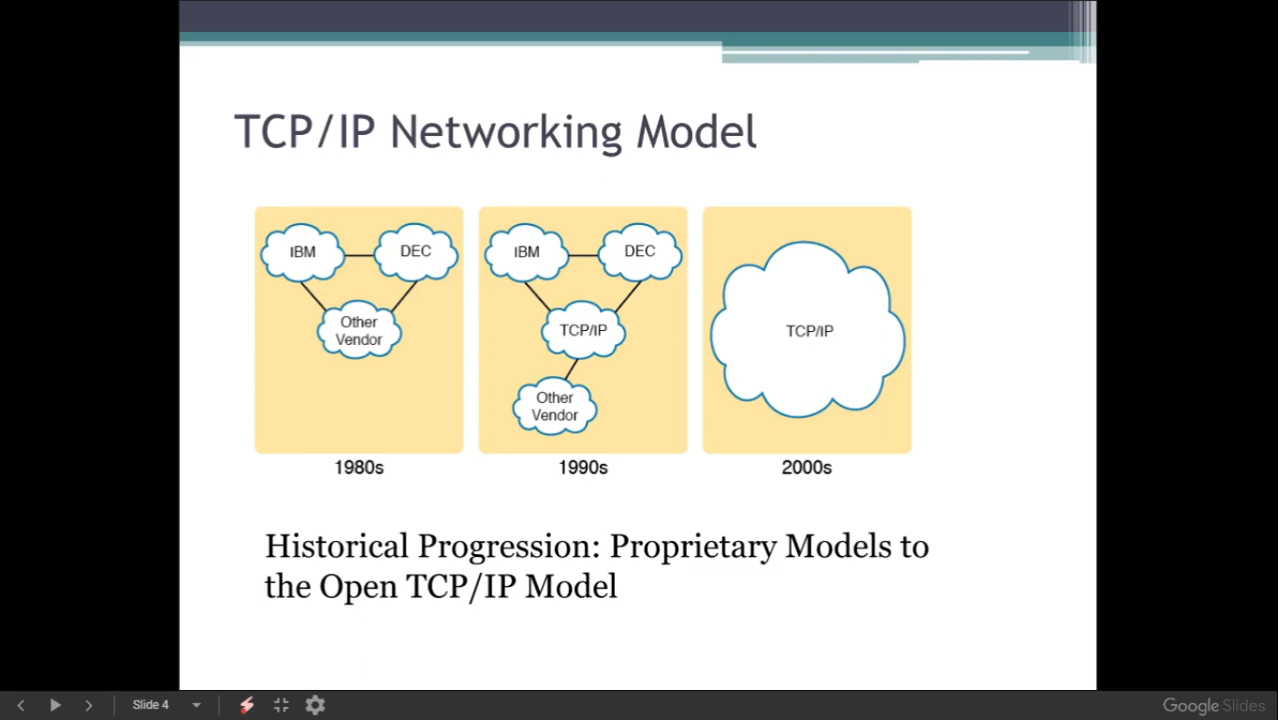 TCP/IP Networking Model
IBM
DEC
Other
Vendor
1980s
IBM
DEC
TCP/IP
Other
Vendor
1990s
TCP/IP
2000s
Historical Progression: Proprietary Models to
the Open TCP/IP Model
Slide 4
Google Slides